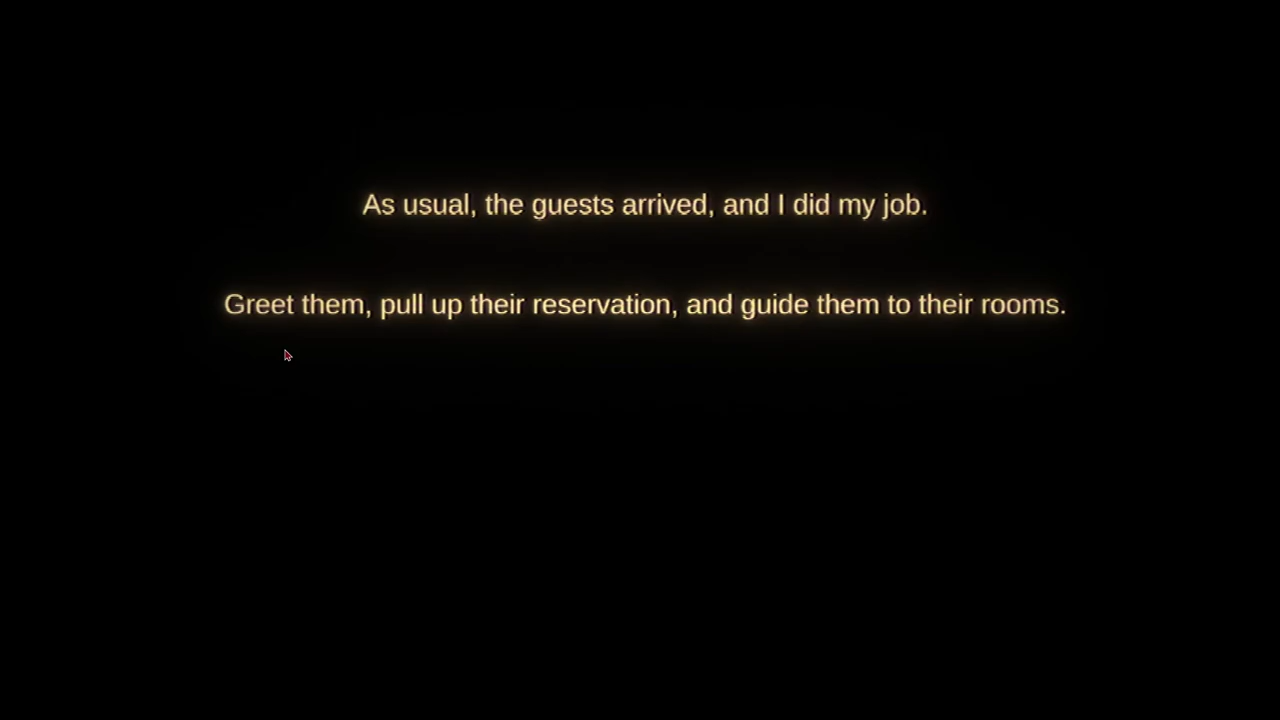 As usual, the guests arrived, and I did my job.
Greet them, pull up their reservation, and guide them to their rooms.